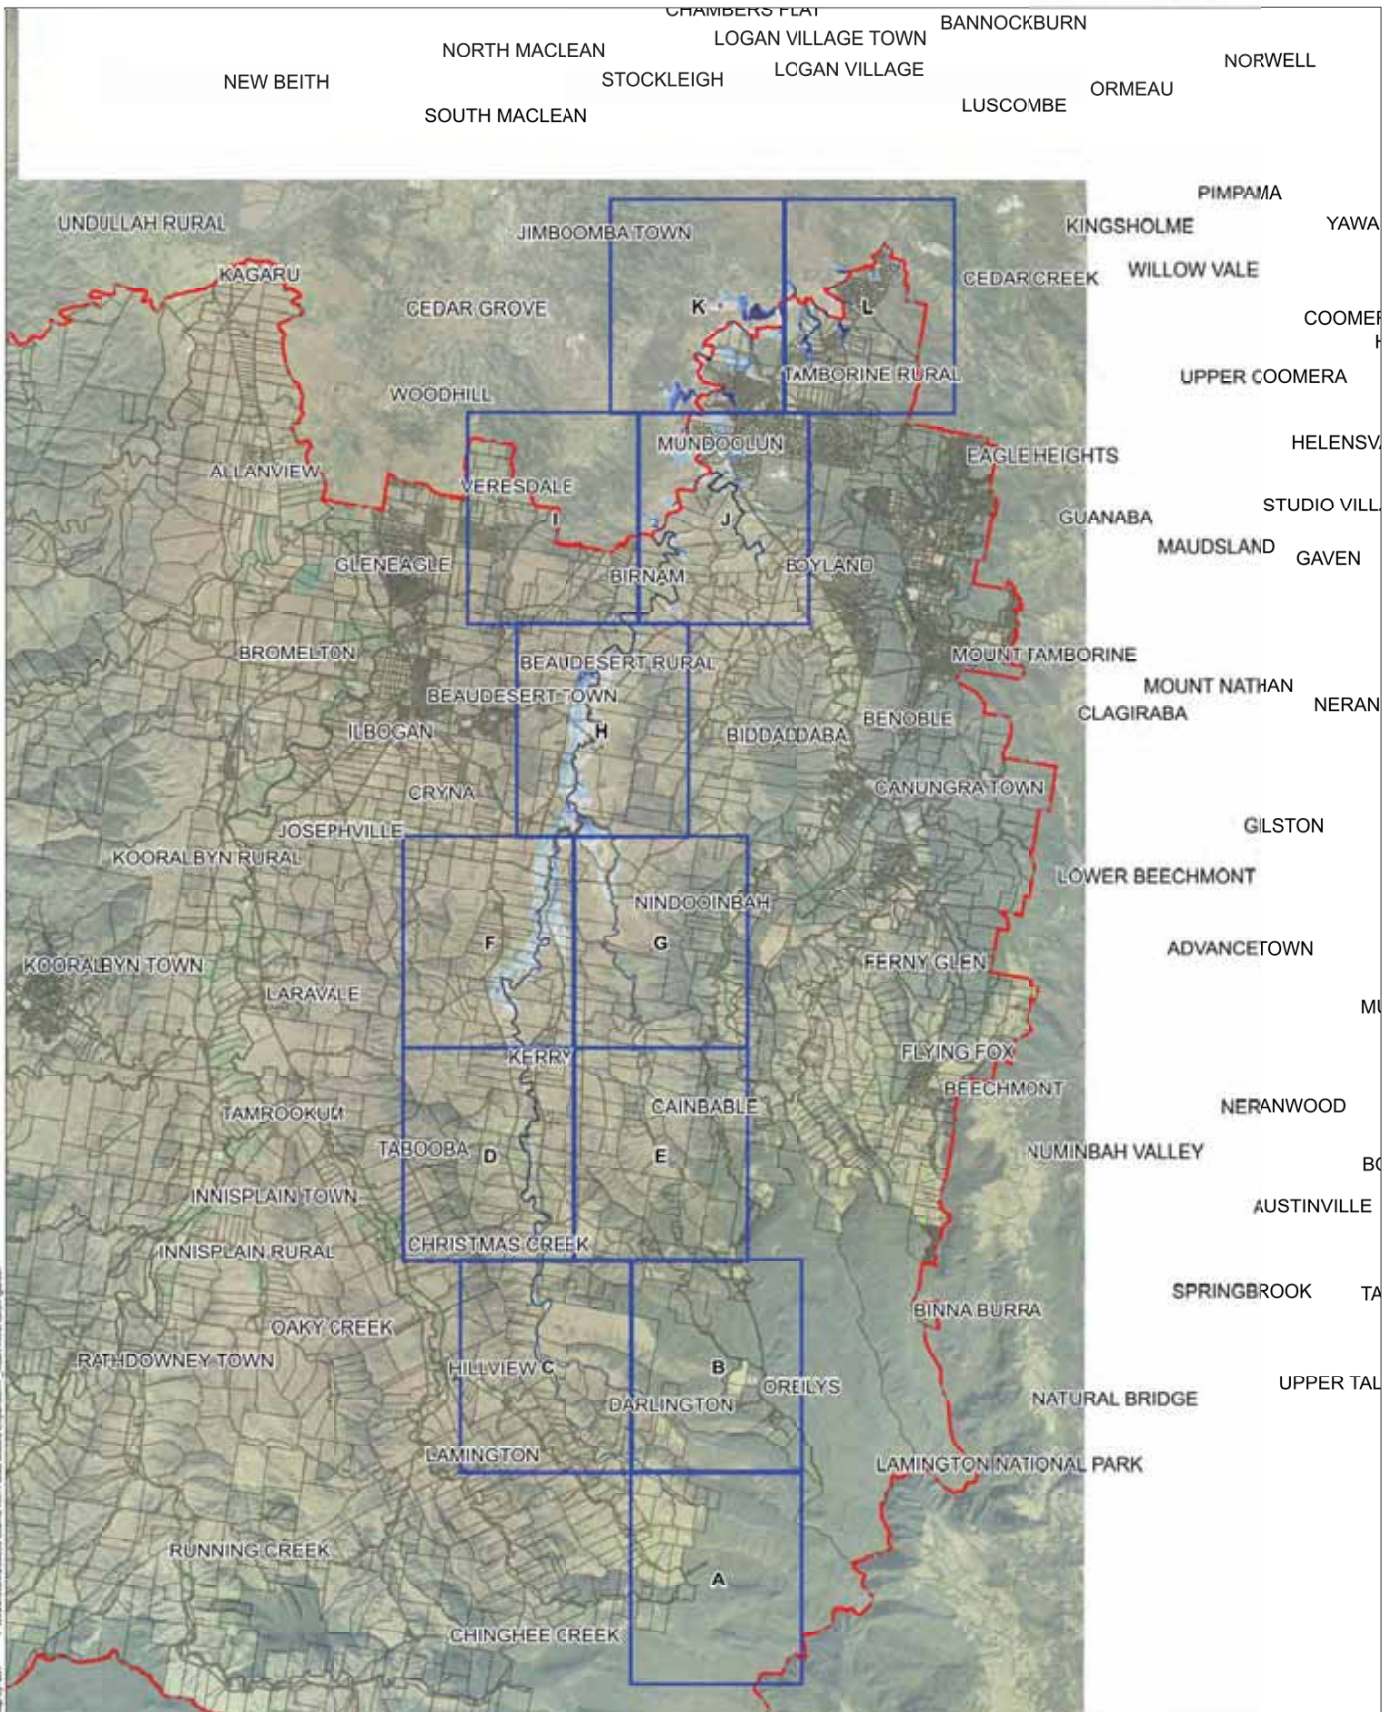 CHAMBERS FLAT
BANNOCKBURN
LOGAN VILLAGE TOWN
NORTH MACLEAN
NORWELL
LOGAN VILLAGE
STOCKLEIGH
NEW BEITH
ORMEAU
LUSCOMBE
SOUTH MACLEAN
PIMPAMA
UNDULLAH RURAL
KINGSHOLME
YAWA
JIMBOOMBA TOWN
WILLOW VALE
KAGARU
CEDAR CREEK
K
L
CEDAR GROVE
COOMER
H
TAMBORINE RURAL
UPPER COOMERA
WOODHILL
MUNDOOLUN
HELENSVA
EAGLE HEIGHTS
ALLANVIEW
VERESDALE
STUDIO VILLA
I
J
GUANABA
MAUDSLAND
GAVEN
GLENEAGLE
BOYLAND
BIRNAM
BROMELTON
MOUNT TAMBORINE
BEAUDESERT RURAL
MOUNT NATHAN
BEAUDESERT TOWN
NERAN
CLAGIRABA
BENOBLE
ILBOGAN
H
BIDDADDABA
CANUNGRA TOWN
CRYNA
GILSTON
JOSEPHVILLE
KOORALBYN RURAL
LOWER BEECHMONT
NINDOOINBAH
F
G
ADVANCETOWN
FERNY GLEN
KOORALBYN TOWN
LARAVALE
MU
FLYING FOX
KERRY
BEECHMONT
CAINBABLE
NERANWOOD
TAMROOKUM
TABOOBA
D
E
NUMINBAH VALLEY
BO
INNISPLAIN TOWN
AUSTINVILLE
CHRISTMAS CREEK
INNISPLAIN RURAL
SPRINGBROOK
TA
BINNA BURRA
OAKY CREEK
RATHDOWNEY TOWN
HILLVIEW
C
B
OREILYS
UPPER TAL
NATURAL BRIDGE
DARLINGTON
LAMINGTON
LAMINGTON NATIONAL PARK
RUNNING CREEK
A
CHINGHEE CREEK